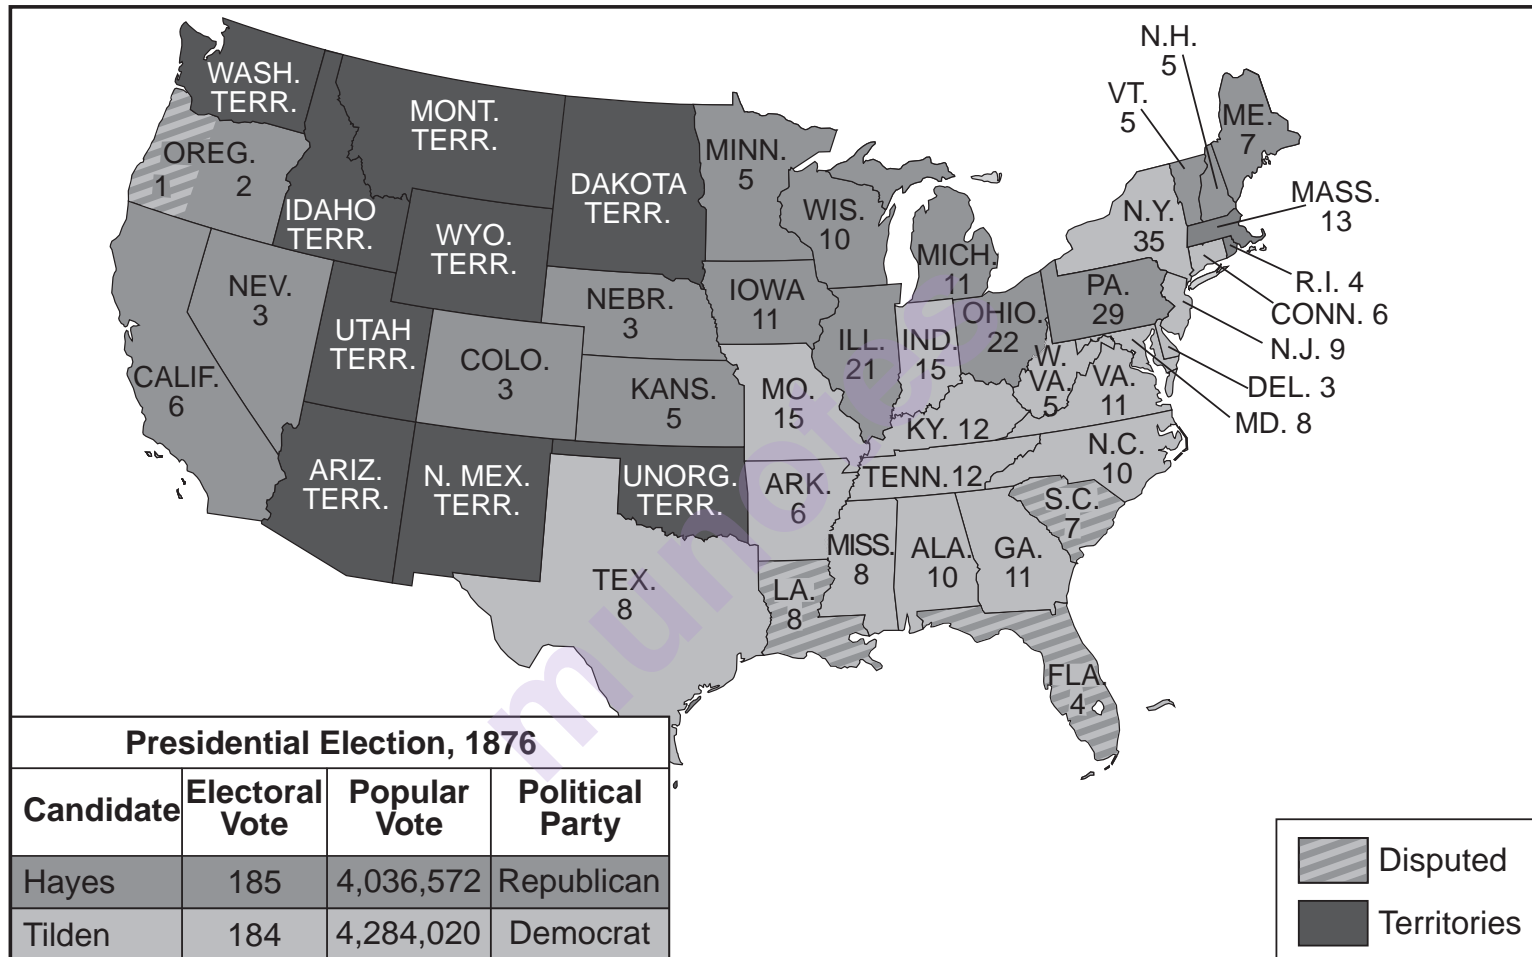 N.H.
5
VT.
5
ME.
7
MASS.
13
R.I. 4
CONN. 6
N.J. 9
DEL. 3
MD. 8
WASH.
TERR.
OREG.
1 2
MONT.
TERR.
IDAHO
TERR.
WYO.
TERR.
DAKOTA
TERR.
MINN.
5
WIS.
10
MICH.
11
N.Y.
35
PA.
29
NEV.
3
CALIF.
6
UTAH
TERR.
COLO.
3
NEBR.
3
IOWA
11
ILL.
21
IND.
15
OHIO.
22
W.
VA.
5
VA.
11
KANS.
5
MO.
15
KY. 12
N.C.
10
TENN.12
ARIZ.
TERR.
N. MEX.
TERR.
UNORG.
TERR.
ARK.
6
S.C.
7
MISS.
8
ALA.
10
GA.
11
TEX.
8
LA.
8
FLA.
4
munotes
Presidential Election, 1876
Candidate Electoral Vote Popular Vote Political Party
Hayes 185 4,036,572 Republican
Tilden 184 4,284,020 Democrat
Disputed
Territories